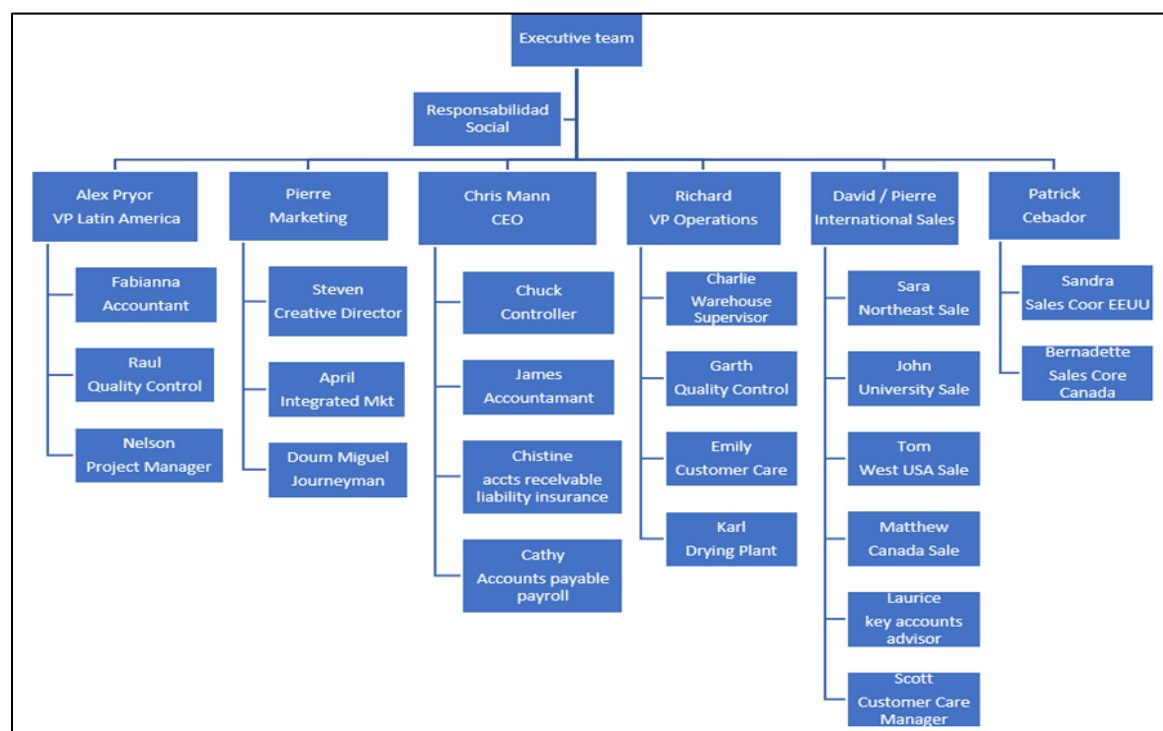 Executive team
Responsabilidad
Social
Alex Pryor
VP Latin America
Pierre
Marketing
Chris Mann
CEO
Richard
VP Operations
David / Pierre
International Sales
Patrick
Cebador
Fabianna
Accountant
Raul
Quality Control
Nelson
Project Manager
Steven
Creative Director
April
Integrated Mkt
Doum Miguel
Journeyman
Chuck
Controller
James
Accountamant
Chistine
accts recelvable
liability insurance
Cathy
Accounts payable
payroll
Charlie
Warehouse
Supervisor
Garth
Quality Control
Emily
Customer Care
Karl
Drying Plant
Sara
Northeast Sale
John
University Sale
Tom
West USA Sale
Matthew
Canada Sale
Laurice
key accounts
advisor
Scott
Customer Care
Manager
Sandra
Sales Coor EEUU
Bernadette
Sales Core
Canada